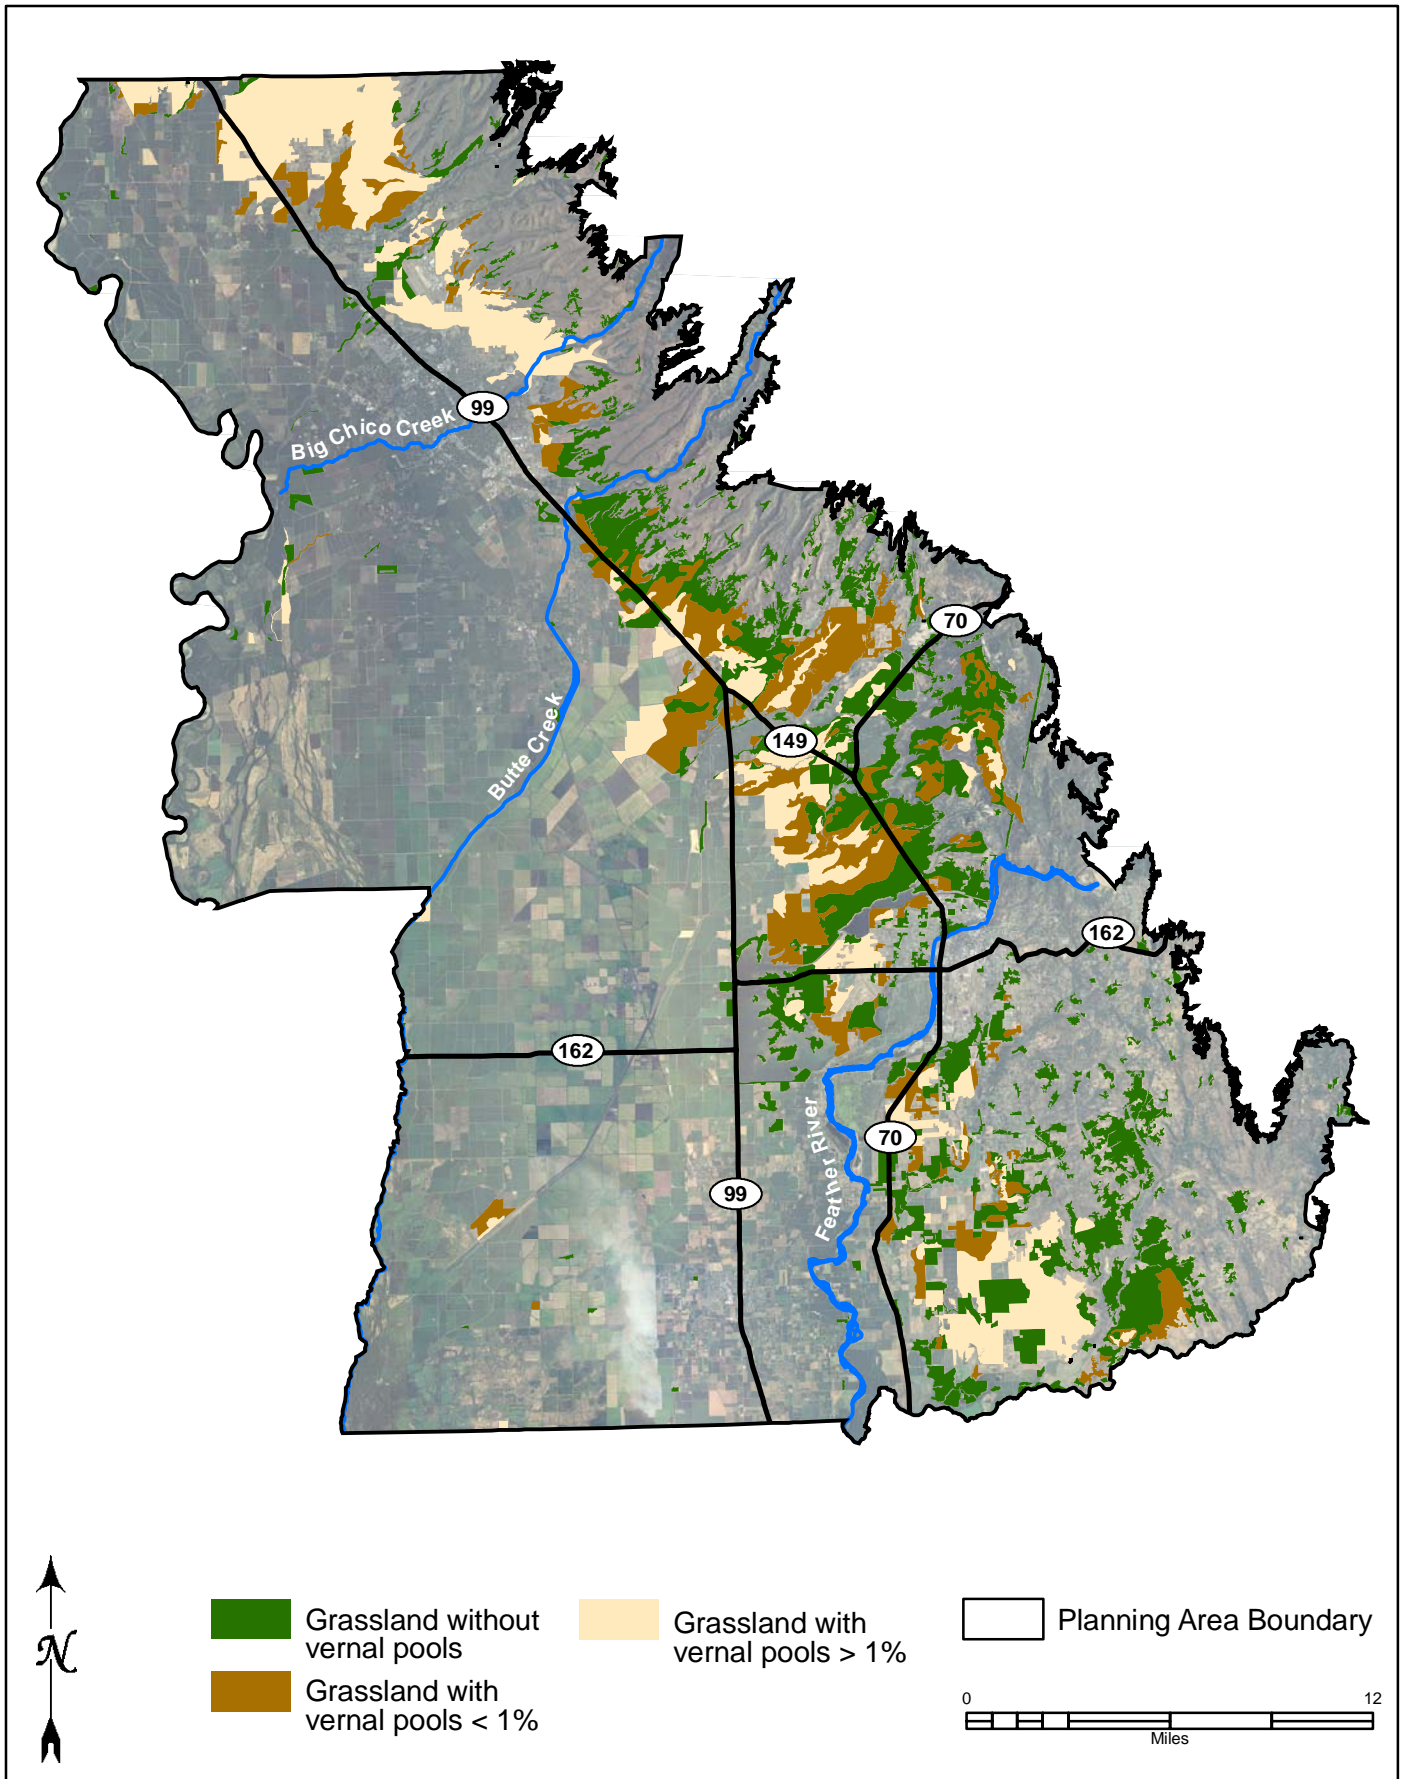 99
Big Chico Creek
70
149
Butte Creek
162
162
Feather River
70
99
Grassland without
vernal pools
Grassland with
vernal pools < 1%
Grassland with
vernal pools > 1%
Planning Area Boundary
0 12
Miles
N